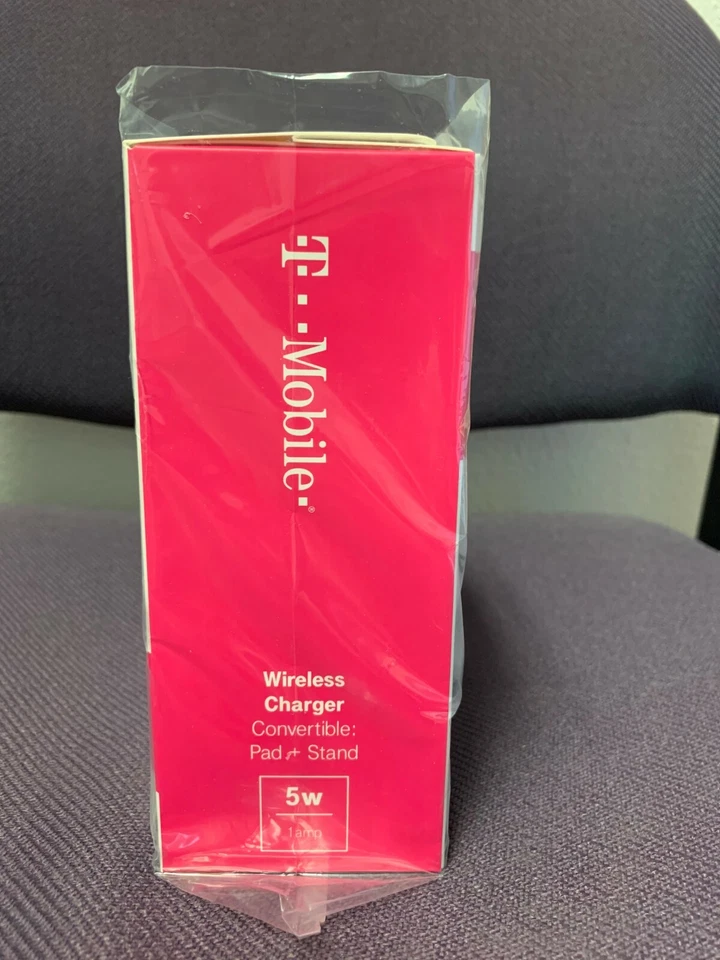 T··Mobile·®
Wireless
Charger
Convertible:
Pad + Stand
5w
1amp